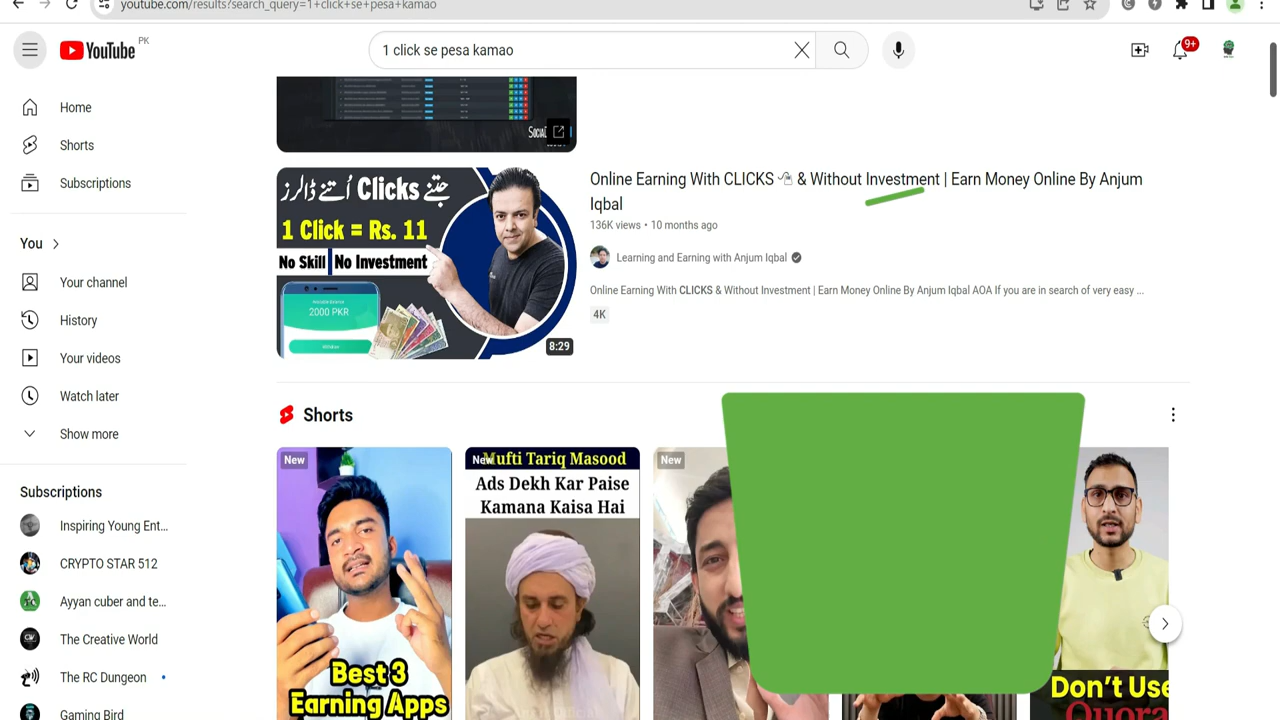 youtube.com/results?search_query=1+click+se+pesa+kamao
YouTube PK
1 click se pesa kamao
9+
Home
Shorts
Subscriptions
You
Your channel
History
Your videos
Watch later
Show more
Subscriptions
Inspiring Young Ent...
CRYPTO STAR 512
Ayyan cuber and te...
The Creative World
The RC Dungeon
Gaming Bird
جتنے Clicks اُتنے ڈالرز
1 Click = Rs. 11
No Skill No Investment
2000 PKR
8:29
Online Earning With CLICKS & Without Investment | Earn Money Online By Anjum
Iqbal
136K views • 10 months ago
Learning and Earning with Anjum Iqbal
Online Earning With CLICKS & Without Investment | Earn Money Online By Anjum Iqbal AOA If you are in search of very easy ...
4K
Shorts
New
Best 3
Earning Apps
New
Mufti Tariq Masood
Ads Dekh Kar Paise
Kamana Kaisa Hai
New
Don't Use
Quora